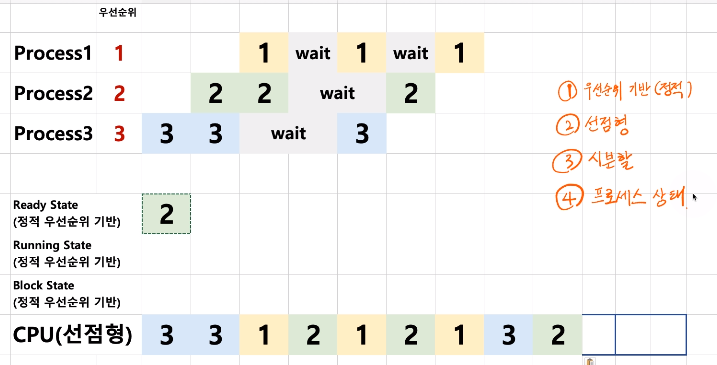 우선순위
Process1 1 1 wait 1 wait 1
Process2 2 2 2 wait 2
Process3 3 3 3 wait 3
① 우선순위 기반 (정적)
② 선점형
③ 시분할
④ 프로세스 상태
Ready State
(정적 우선순위 기반)
2
Running State
(정적 우선순위 기반)
Block State
(정적 우선순위 기반)
CPU(선점형) 3 3 1 2 1 2 1 3 2